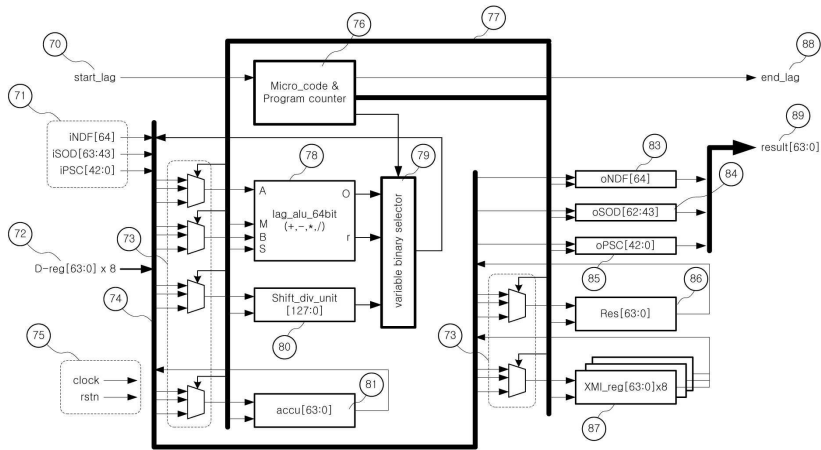 70
start_lag
76
Micro_code &
Program counter
77
88
end_lag
71
iNDF[64]
iSOD[63:43]
iPSC[42:0]
89
result[63:0]
78
A
O
M
B
S
r
lag_alu_64bit
(+,-,*,/)
79
variable binary selector
83
oNDF[64]
84
oSOD[62:43]
oPSC[42:0]
85
72
D-reg[63:0] x 8
73
74
Shift_div_unit
[127:0]
80
86
Res[63:0]
75
clock
rstn
81
accu[63:0]
73
XMI_reg[63:0]x8
87